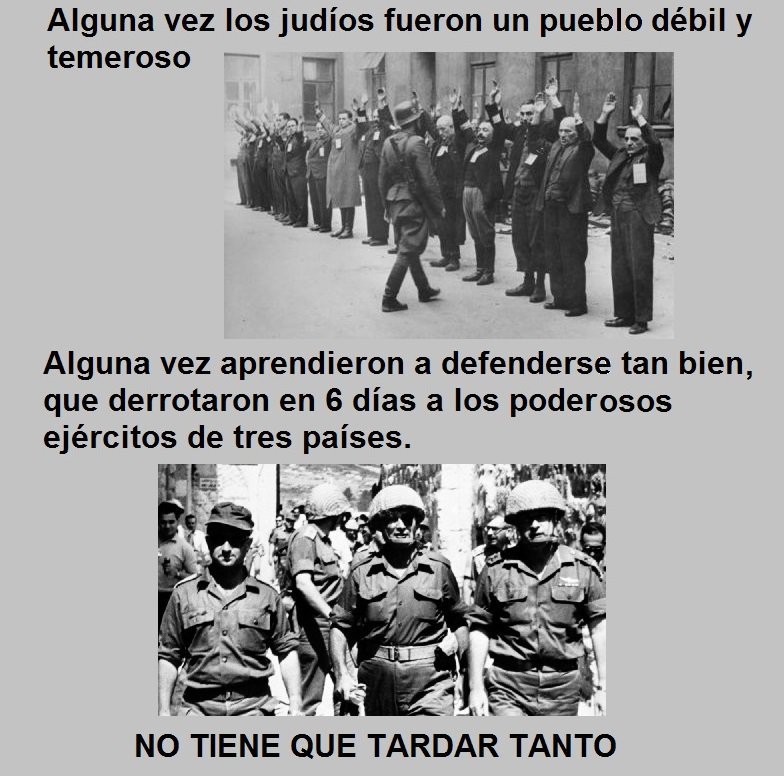 Alguna vez los judíos fueron un pueblo débil y
temeroso
Alguna vez aprendieron a defenderse tan bien,
que derrotaron en 6 días a los poderosos
ejércitos de tres países.
NO TIENE QUE TARDAR TANTO